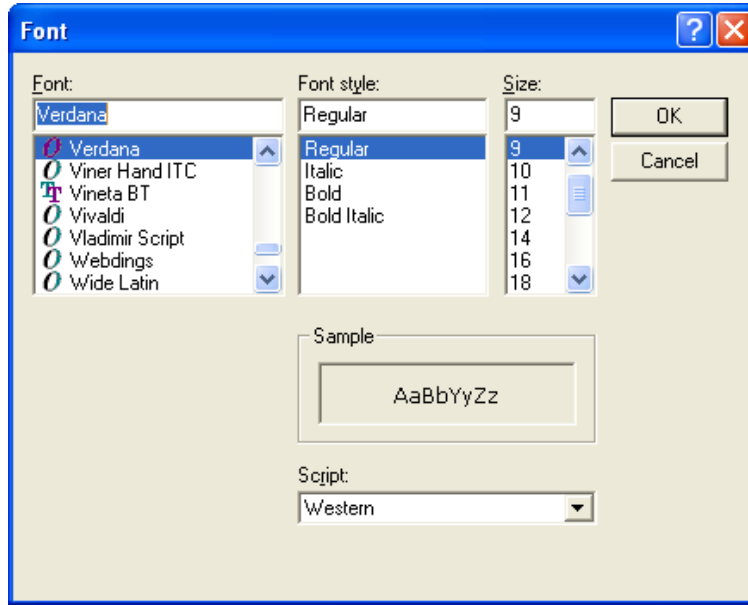 Font
Font:
Verdana
Verdana
Viner Hand ITC
Vineta BT
Vivaldi
Vladimir Script
Webdings
Wide Latin
Font style:
Regular
Regular
Italic
Bold
Bold Italic
Size:
9
9
10
11
12
14
16
18
OK
Cancel
Sample
AaBbYyZz
Script:
Western